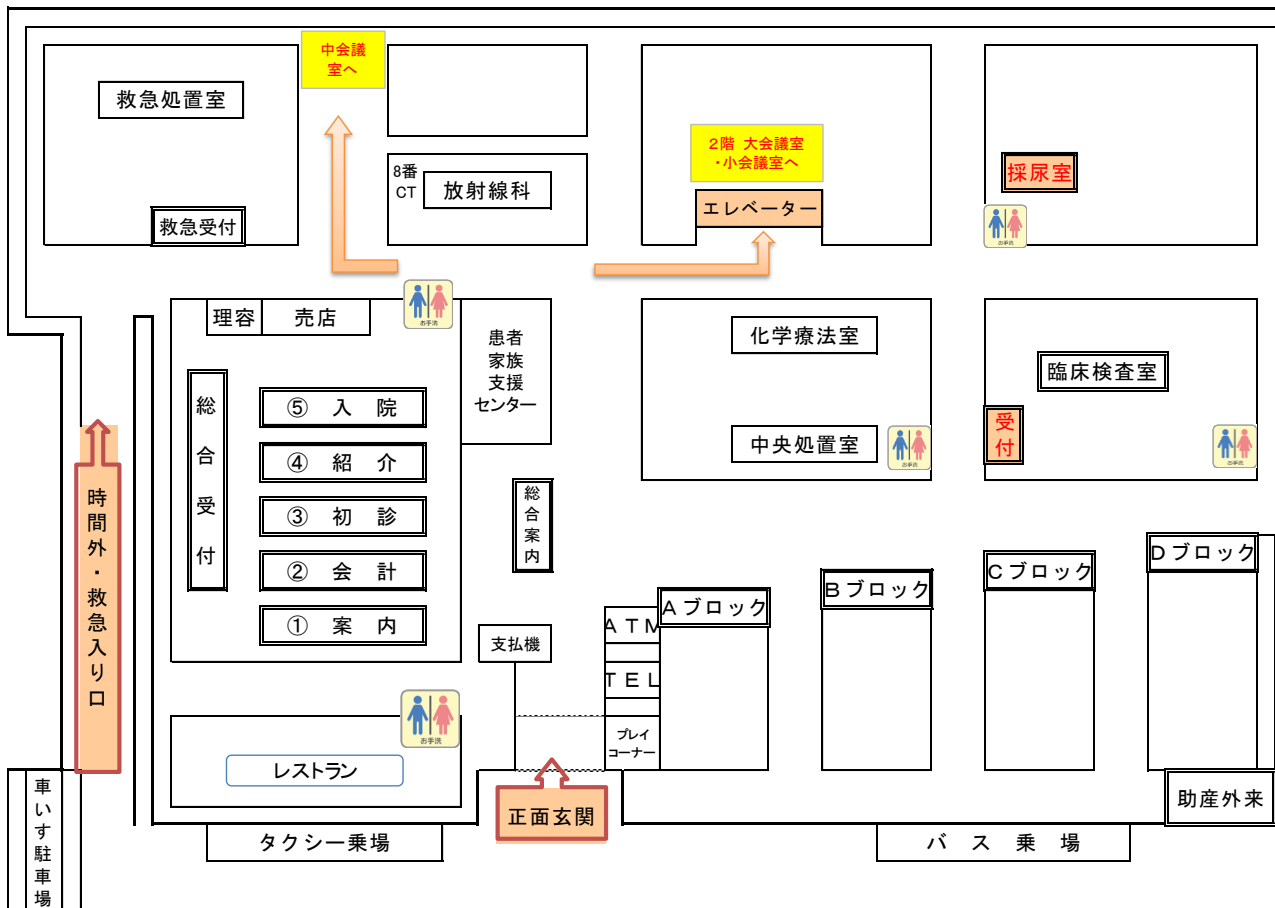 中会議
室へ
救急処置室
8番
CT
放射線科
２階 大会議室
・小会議室へ
エレベーター
採尿室
お手洗
救急受付
理容
売店
お手洗
患者
家族
支援
センター
化学療法室
臨床検査室
総合受付
⑤ 入 院
④ 紹 介
③ 初 診
② 会 計
① 案 内
中央処置室
お手洗
受付
お手洗
総合案内
時間外・救急入り口
Ａブロック
Ｂブロック
Ｃブロック
Ｄブロック
支払機
ＡＴＭ
ＴＥＬ
プレイ
コーナー
お手洗
レストラン
正面玄関
助産外来
車いす駐車場
タクシー乗場
バ ス 乗 場